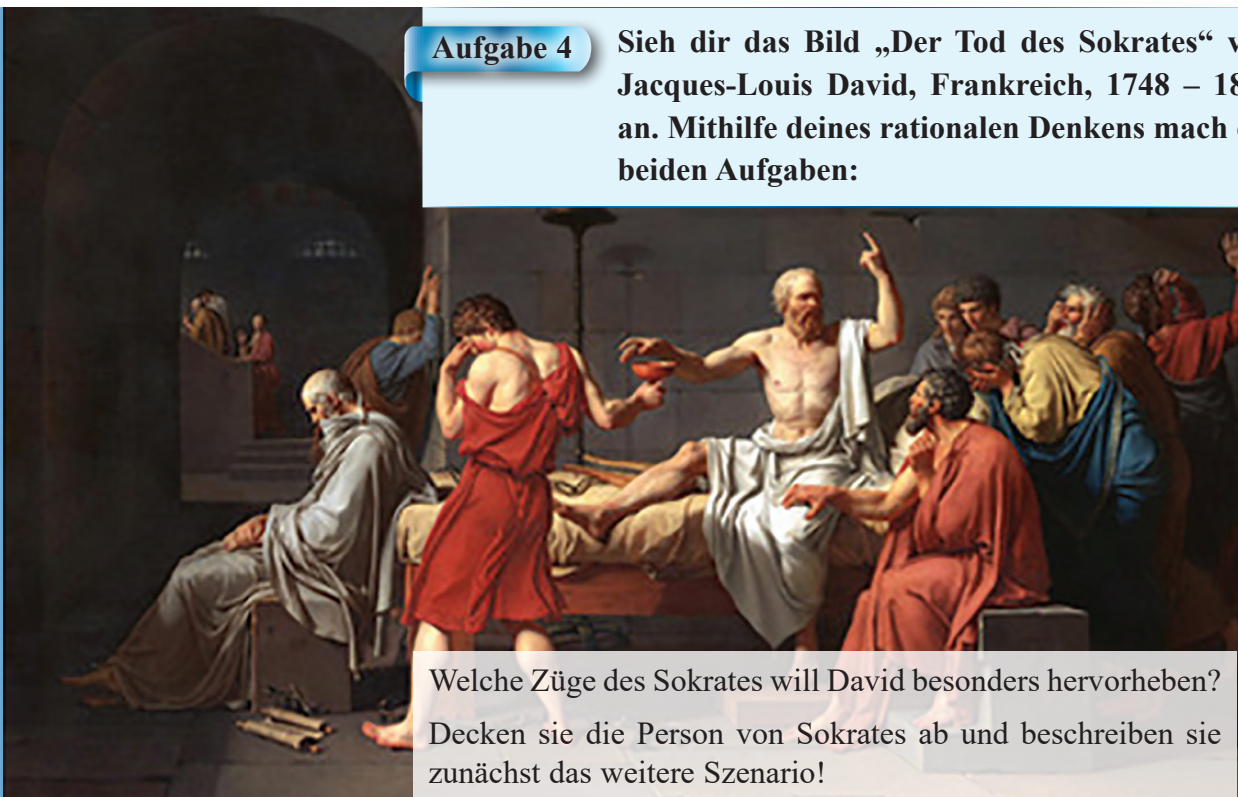 Aufgabe 4
Sieh dir das Bild „Der Tod des Sokrates“
Jacques-Louis David, Frankreich, 1748 –
an. Mithilfe deines rationalen Denkens mach
beiden Aufgaben:
Welche Züge des Sokrates will David besonders hervorheben?
Decken sie die Person von Sokrates ab und beschreiben sie
zunächst das weitere Szenario!